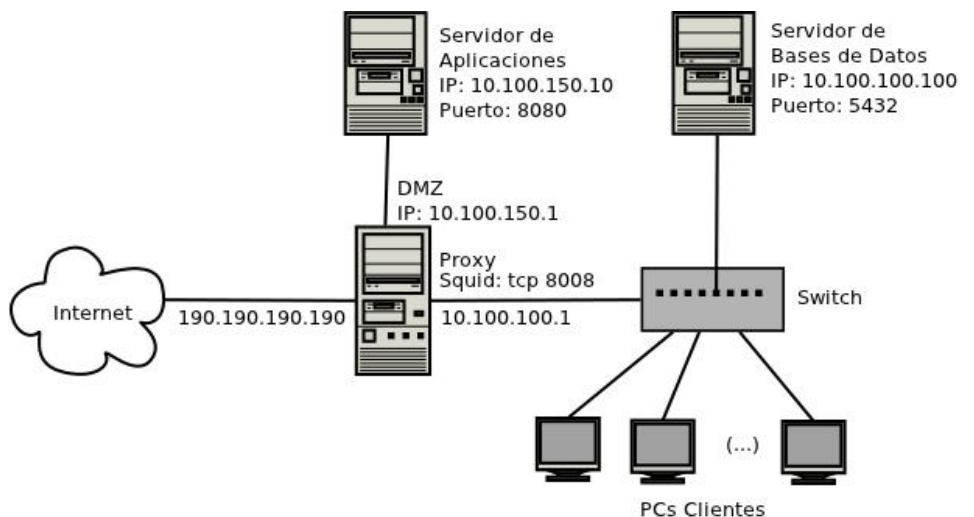 Servidor de
Aplicaciones
IP: 10.100.150.10
Puerto: 8080
Servidor de
Bases de Datos
IP: 10.100.100.100
Puerto: 5432
DMZ
IP: 10.100.150.1
Proxy
Squid: tcp 8008
Internet
190.190.190.190
10.100.100.1
Switch
(...)
PCs Clientes